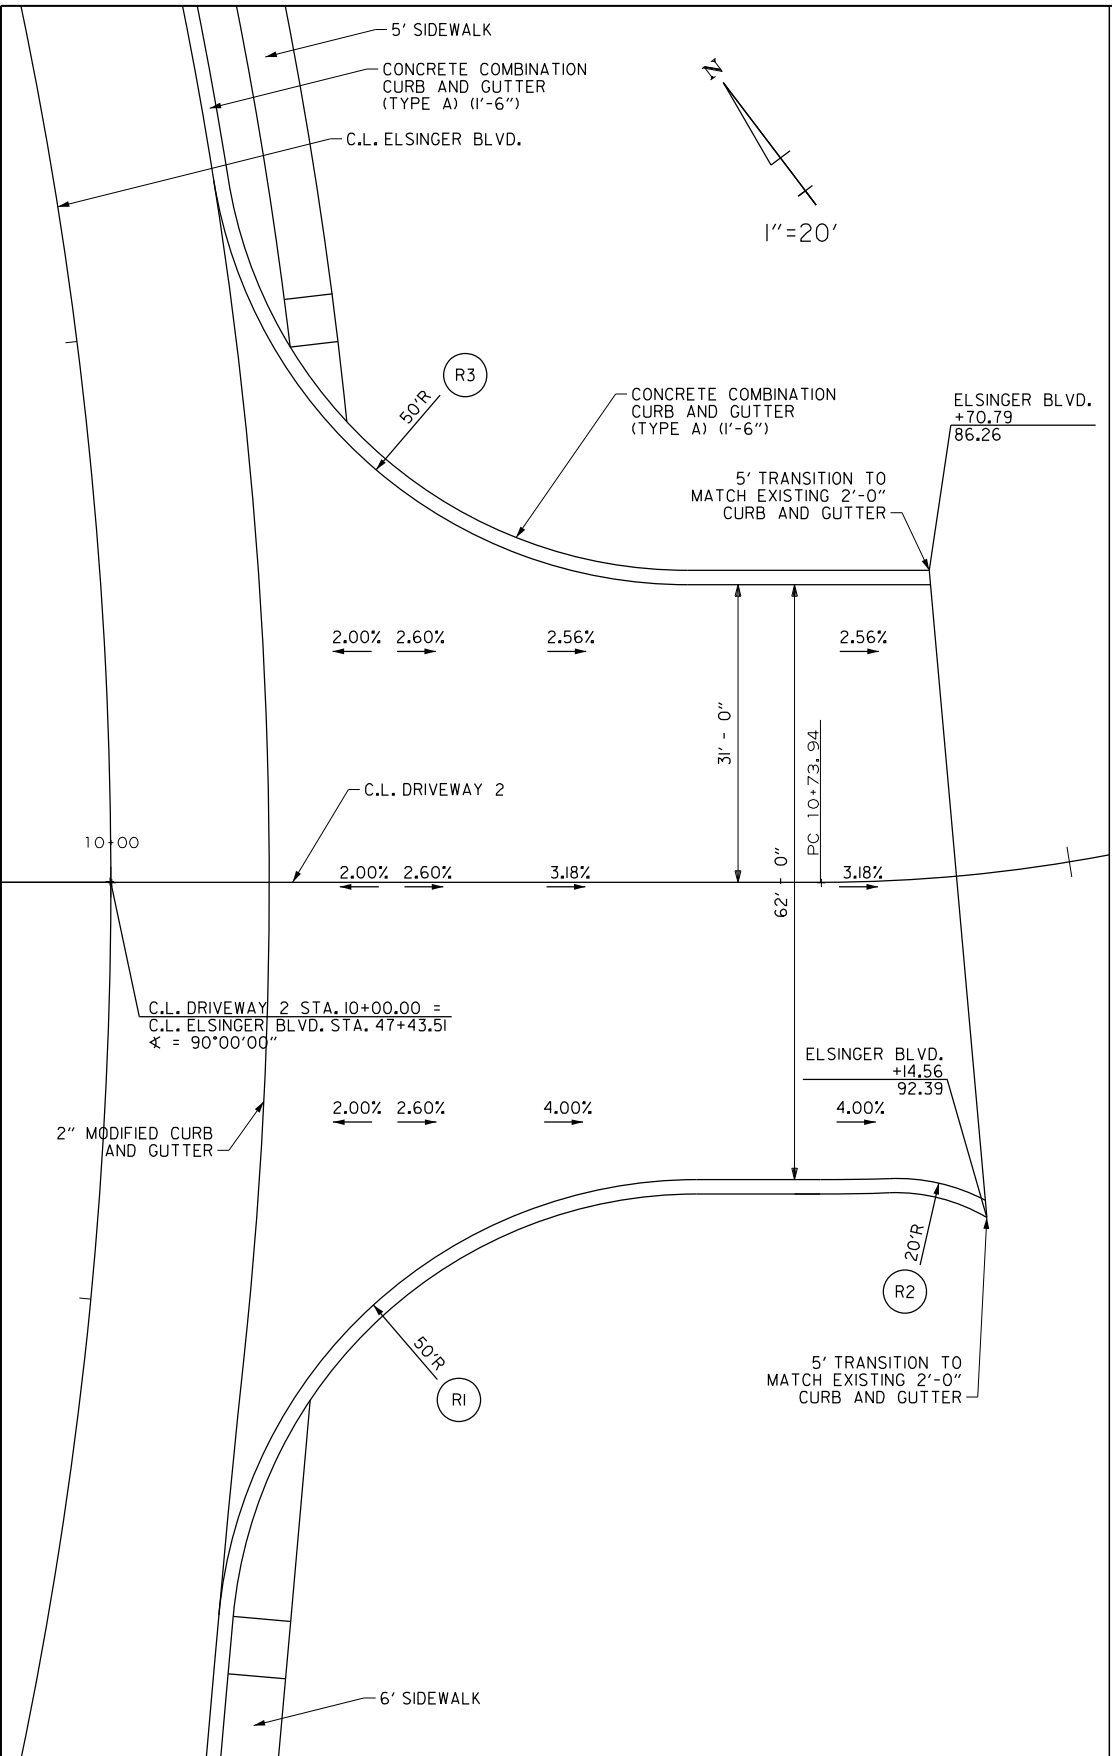 5' SIDEWALK
CONCRETE COMBINATION
CURB AND GUTTER
(TYPE A) (1'-6")
C.L. ELSINGER BLVD.
N
1"=20'
R3
50'R
CONCRETE COMBINATION
CURB AND GUTTER
(TYPE A) (1'-6")
ELSINGER BLVD.
+70.79
86.26
5' TRANSITION TO
MATCH EXISTING 2'-0"
CURB AND GUTTER
2.00% 2.60% 2.56% 2.56%
31' - 0"
PC 10+73.94
C.L. DRIVEWAY 2
10+00
62' - 0"
2.00% 2.60% 3.18% 3.18%
C.L. DRIVEWAY 2 STA. 10+00.00 =
C.L. ELSINGER BLVD. STA. 47+43.51
∢ = 90°00'00"
ELSINGER BLVD.
+14.56
92.39
2.00% 2.60% 4.00% 4.00%
2" MODIFIED CURB
AND GUTTER
20'R
R2
50'R
R1
5' TRANSITION TO
MATCH EXISTING 2'-0"
CURB AND GUTTER
6' SIDEWALK